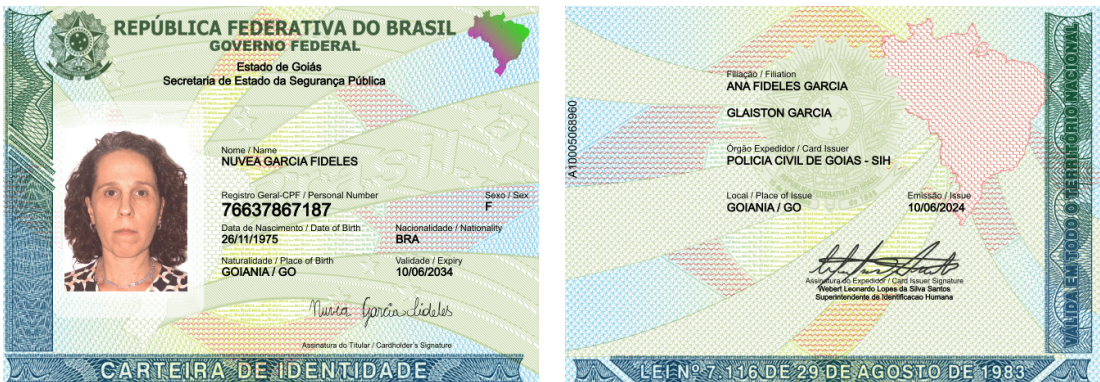 REPÚBLICA FEDERATIVA DO BRASIL
GOVERNO FEDERAL
Estado de Goiás
Secretaria de Estado da Segurança Pública
Nome / Name
NUVEA GARCIA FIDELES
Registro Geral-CPF / Personal Number
Sexo / Sex
76637867187
F
Data de Nascimento / Date of Birth
Nacionalidade / Nationality
26/11/1975
BRA
Naturalidade / Place of Birth
Validade / Expiry
GOIANIA / GO
10/06/2034
Nuvea Garcia Fideles
Assinatura do Titular / Cardholder's Signature
CARTEIRA DE IDENTIDADE
Filiação / Filiation
ANA FIDELES GARCIA
GLAISTON GARCIA
Órgão Expedidor / Card Issuer
POLICIA CIVIL DE GOIAS - SIH
Local / Place of Issue
Emissão / Issue
GOIANIA / GO
10/06/2024
Assinatura do Expedidor / Card Issuer Signature
Webert Leonardo Lopes da Silva Santos
Superintendente de Identificacao Humana
A10005068960
VÁLIDA EM TODO O TERRITÓRIO NACIONAL
LEI Nº 7.116 DE 29 DE AGOSTO DE 1983